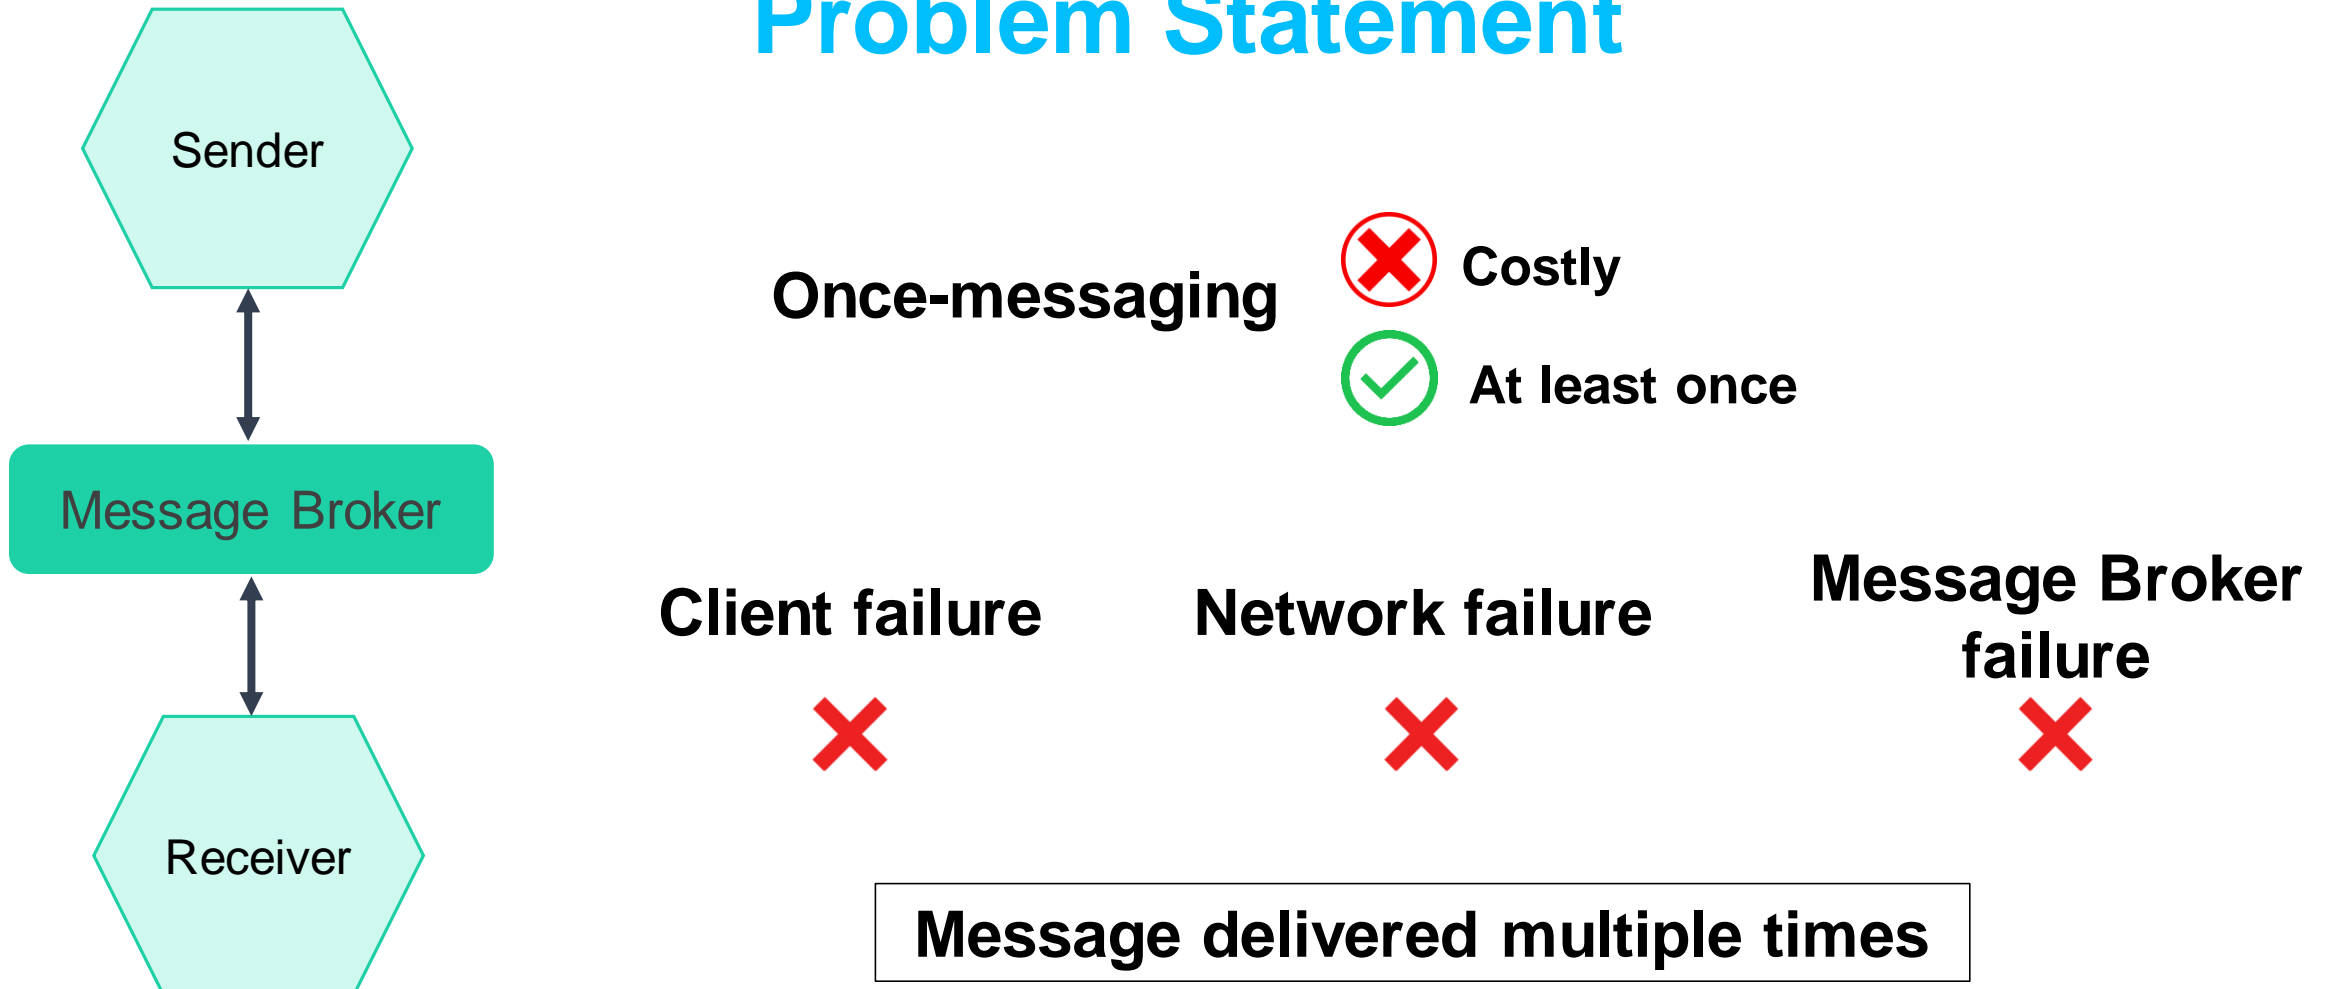 Problem Statement
Sender
Once-messaging
Costly
At least once
Message Broker
Client failure
Network failure
Message Broker
failure
Receiver
Message delivered multiple times